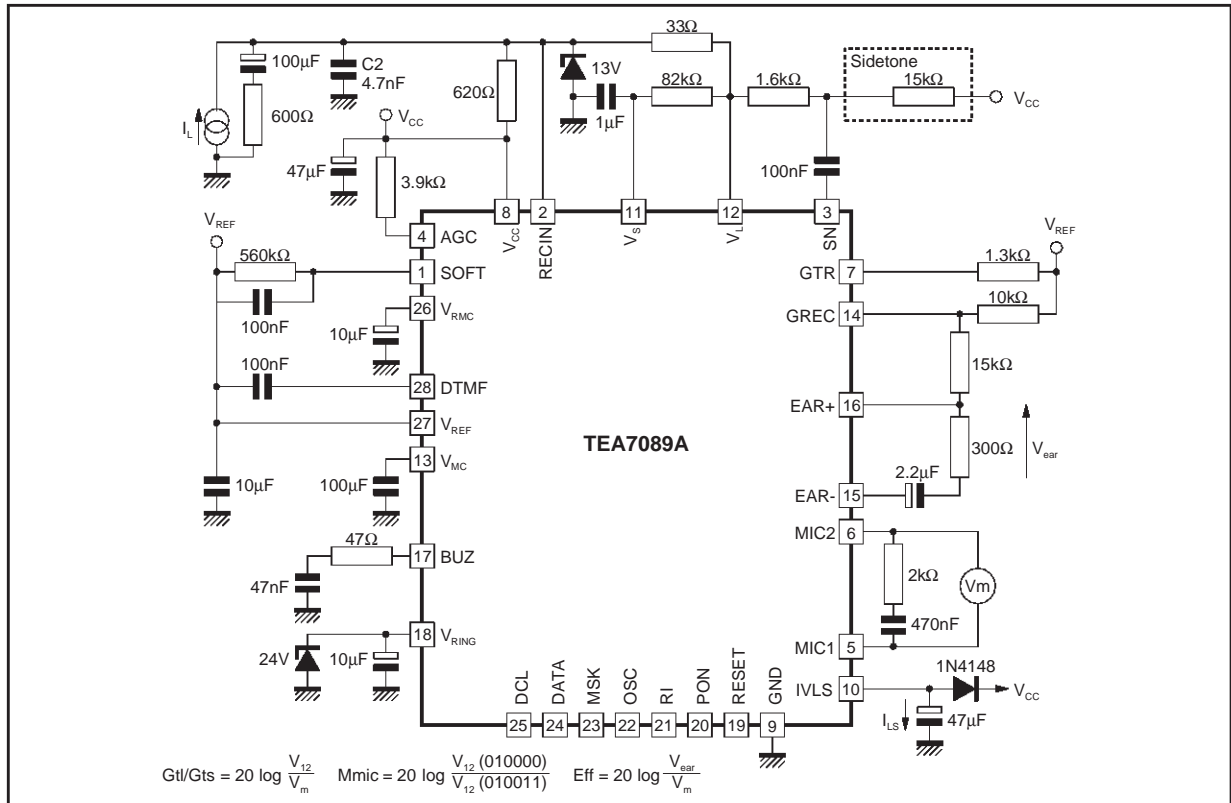 33Ω
Sidetone
100µF
C2
4.7nF
13V
82kΩ
1.6kΩ
15kΩ
V_CC
620Ω
600Ω
I_L
1µF
V_CC
47µF
3.9kΩ
100nF
8
2
11
12
3
V_CC
RECIN
V_S
V_L
SN
V_REF
4
AGC
560kΩ
1
SOFT
100nF
26
V_RMC
10µF
100nF
28
DTMF
27
V_REF
13
V_MC
10µF
100µF
47Ω
17
BUZ
47nF
18
V_RING
24V
10µF
TEA7089A
V_REF
GTR
7
1.3kΩ
GREC
14
10kΩ
15kΩ
EAR+
16
300Ω
V_ear
2.2µF
EAR-
15
MIC2
6
2kΩ
Vm
470nF
MIC1
5
1N4148
IVLS
10
V_CC
I_LS
47µF
DCL
DATA
MSK
OSC
RI
PON
RESET
GND
25
24
23
22
21
20
19
9
Gtl/Gts = 20 log V_12 / V_m   Mmic = 20 log V_12 (010000) / V_12 (010011)   Eff = 20 log V_ear / V_m